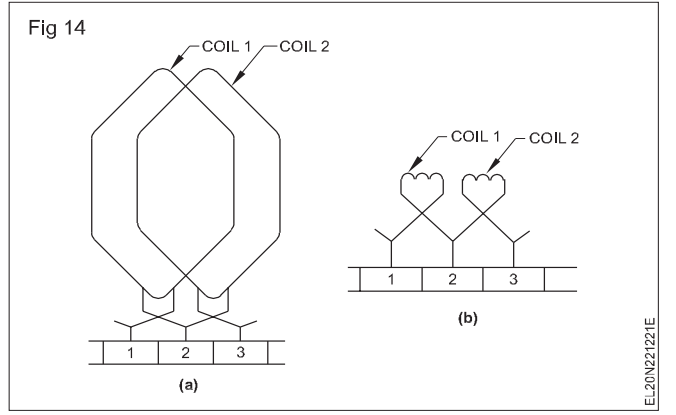 Fig 14
COIL 1
COIL 2
1 2 3
(a)
COIL 1
COIL 2
1 2 3
(b)
EL20N221221E